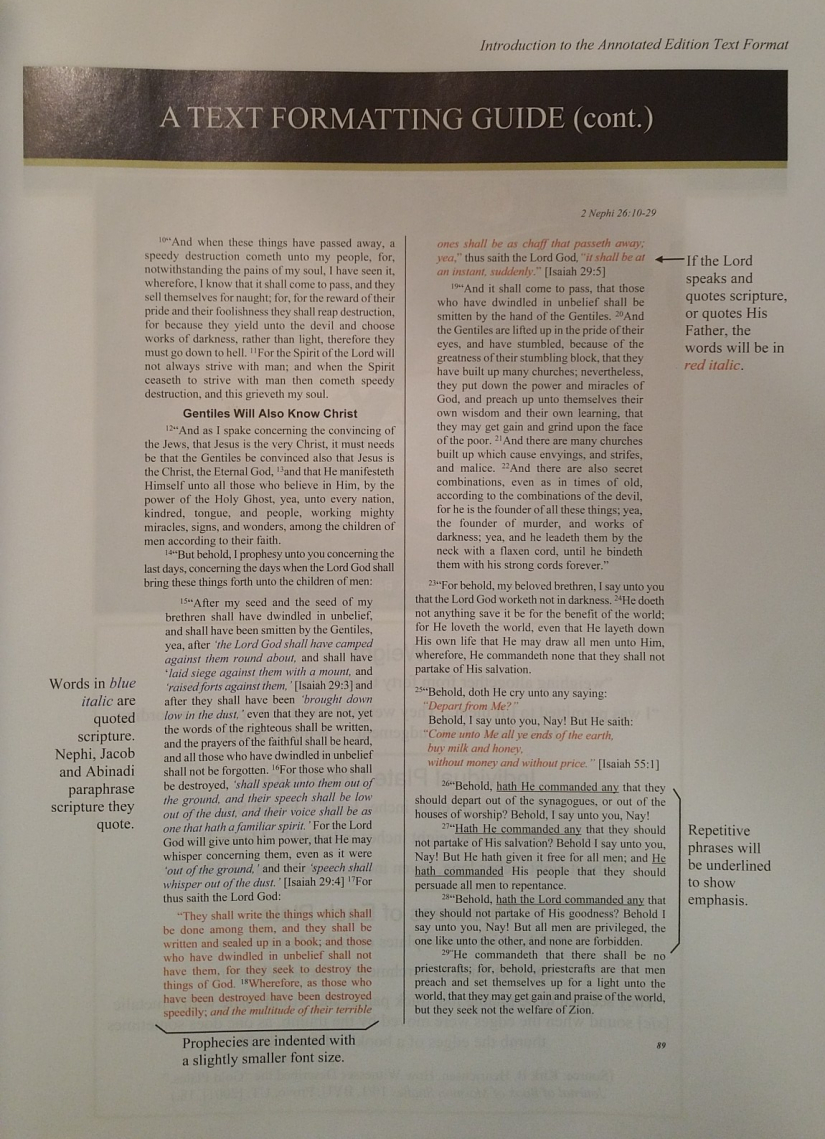 Introduction to the Annotated Edition Text Format
A TEXT FORMATTING GUIDE (cont.)
2 Nephi 26:10-29
10“And when these things have passed away, a
speedy destruction cometh unto my people, for,
notwithstanding the pains of my soul, I have seen it,
wherefore, I know that it shall come to pass, and they
sell themselves for naught; for, for the reward of their
pride and their foolishness they shall reap destruction,
for because they yield unto the devil and choose
works of darkness, rather than light, therefore they
must go down to hell. 11For the Spirit of the Lord will
not always strive with man; and when the Spirit
ceaseth to strive with man then cometh speedy
destruction, and this grieveth my soul.
Gentiles Will Also Know Christ
12“And as I spake concerning the convincing of
the Jews, that Jesus is the very Christ, it must needs
be that the Gentiles be convinced also that Jesus is
the Christ, the Eternal God, 13and that He manifesteth
Himself unto all those who believe in Him, by the
power of the Holy Ghost, yea, unto every nation,
kindred, tongue, and people, working mighty
miracles, signs, and wonders, among the children of
men according to their faith.
14“But behold, I prophesy unto you concerning the
last days, concerning the days when the Lord God shall
bring these things forth unto the children of men:
15“After my seed and the seed of my
brethren shall have dwindled in unbelief,
and shall have been smitten by the Gentiles,
yea, after ‘the Lord God shall have camped
against them round about, and shall have
‘laid siege against them with a mount, and
‘raised forts against them,’ [Isaiah 29:3] and
after they shall have been ‘brought down
low in the dust,’ even that they are not, yet
the words of the righteous shall be written,
and the prayers of the faithful shall be heard,
and all those who have dwindled in unbelief
shall not be forgotten. 16For those who shall
be destroyed, ‘shall speak unto them out of
the ground, and their speech shall be low
out of the dust, and their voice shall be as
one that hath a familiar spirit.’ For the Lord
God will give unto him power, that He may
whisper concerning them, even as it were
‘out of the ground,’ and their ‘speech shall
whisper out of the dust.’ [Isaiah 29:4] 17For
thus saith the Lord God:
“They shall write the things which shall
be done among them, and they shall be
written and sealed up in a book; and those
who have dwindled in unbelief shall not
have them, for they seek to destroy the
things of God. 18Wherefore, as those who
have been destroyed have been destroyed
speedily; and the multitude of their terrible
Words in blue
italic are
quoted
scripture.
Nephi, Jacob
and Abinadi
paraphrase
scripture they
quote.
Prophecies are indented with
a slightly smaller font size.
ones shall be as chaff that passeth away;
yea,” thus saith the Lord God, “it shall be at
an instant, suddenly.” [Isaiah 29:5]
19“And it shall come to pass, that those
who have dwindled in unbelief shall be
smitten by the hand of the Gentiles. 20And
the Gentiles are lifted up in the pride of their
eyes, and have stumbled, because of the
greatness of their stumbling block, that they
have built up many churches; nevertheless,
they put down the power and miracles of
God, and preach up unto themselves their
own wisdom and their own learning, that
they may get gain and grind upon the face
of the poor. 21And there are many churches
built up which cause envyings, and strifes,
and malice. 22And there are also secret
combinations, even as in times of old,
according to the combinations of the devil,
for he is the founder of all these things; yea,
the founder of murder, and works of
darkness; yea, and he leadeth them by the
neck with a flaxen cord, until he bindeth
them with his strong cords forever.”
23“For behold, my beloved brethren, I say unto you
that the Lord God worketh not in darkness. 24He doeth
not anything save it be for the benefit of the world;
for He loveth the world, even that He layeth down
His own life that He may draw all men unto Him,
wherefore, He commandeth none that they shall not
partake of His salvation.
25“Behold, doth He cry unto any saying:
“Depart from Me?”
Behold, I say unto you, Nay! But He saith:
“Come unto Me all ye ends of the earth,
buy milk and honey,
without money and without price.” [Isaiah 55:1]
26“Behold, hath He commanded any that they
should depart out of the synagogues, or out of the
houses of worship? Behold, I say unto you, Nay!
27“Hath He commanded any that they should
not partake of His salvation? Behold I say unto you,
Nay! But He hath given it free for all men; and He
hath commanded His people that they should
persuade all men to repentance.
28“Behold, hath the Lord commanded any that
they should not partake of His goodness? Behold I
say unto you, Nay! But all men are privileged, the
one like unto the other, and none are forbidden.
29“He commandeth that there shall be no
priestcrafts; for, behold, priestcrafts are that men
preach and set themselves up for a light unto the
world, that they may get gain and praise of the world,
but they seek not the welfare of Zion.
If the Lord
speaks and
quotes scripture,
or quotes His
Father, the
words will be in
red italic.
Repetitive
phrases will
be underlined
to show
emphasis.
89